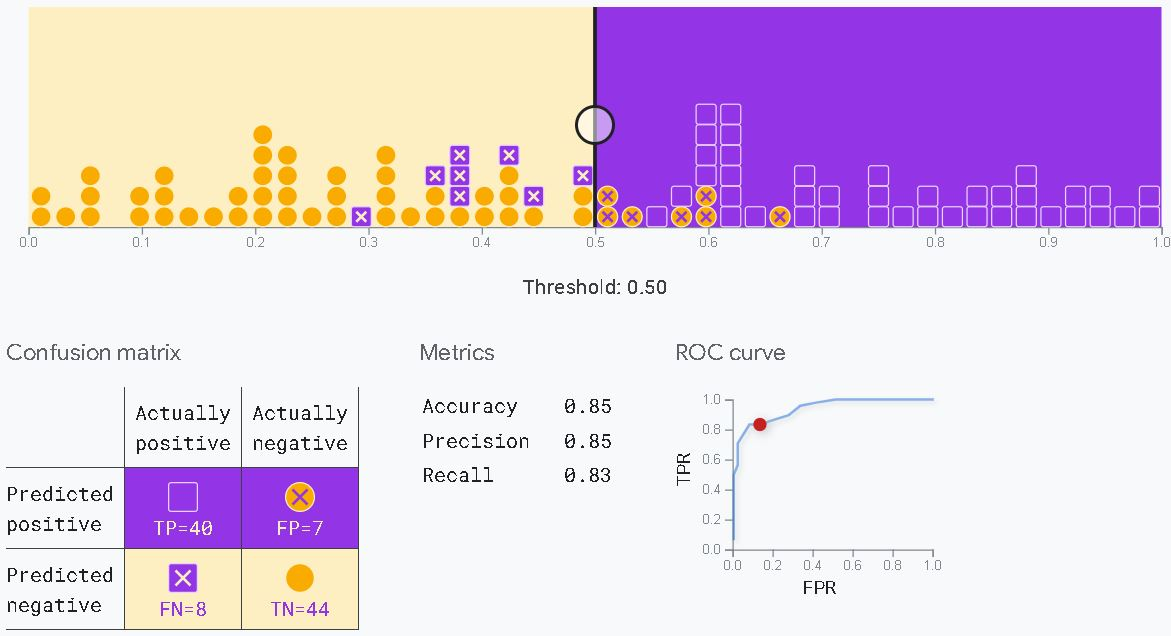 0.0 0.1 0.2 0.3 0.4 0.5 0.6 0.7 0.8 0.9 1.0
Threshold: 0.50
Confusion matrix
Actually
positive
Actually
negative
Predicted
positive
TP=40
FP=7
Predicted
negative
FN=8
TN=44
Metrics
Accuracy 0.85
Precision 0.85
Recall 0.83
ROC curve
1.0
0.8
0.6
0.4
0.2
0.0
TPR
0.0 0.2 0.4 0.6 0.8 1.0
FPR